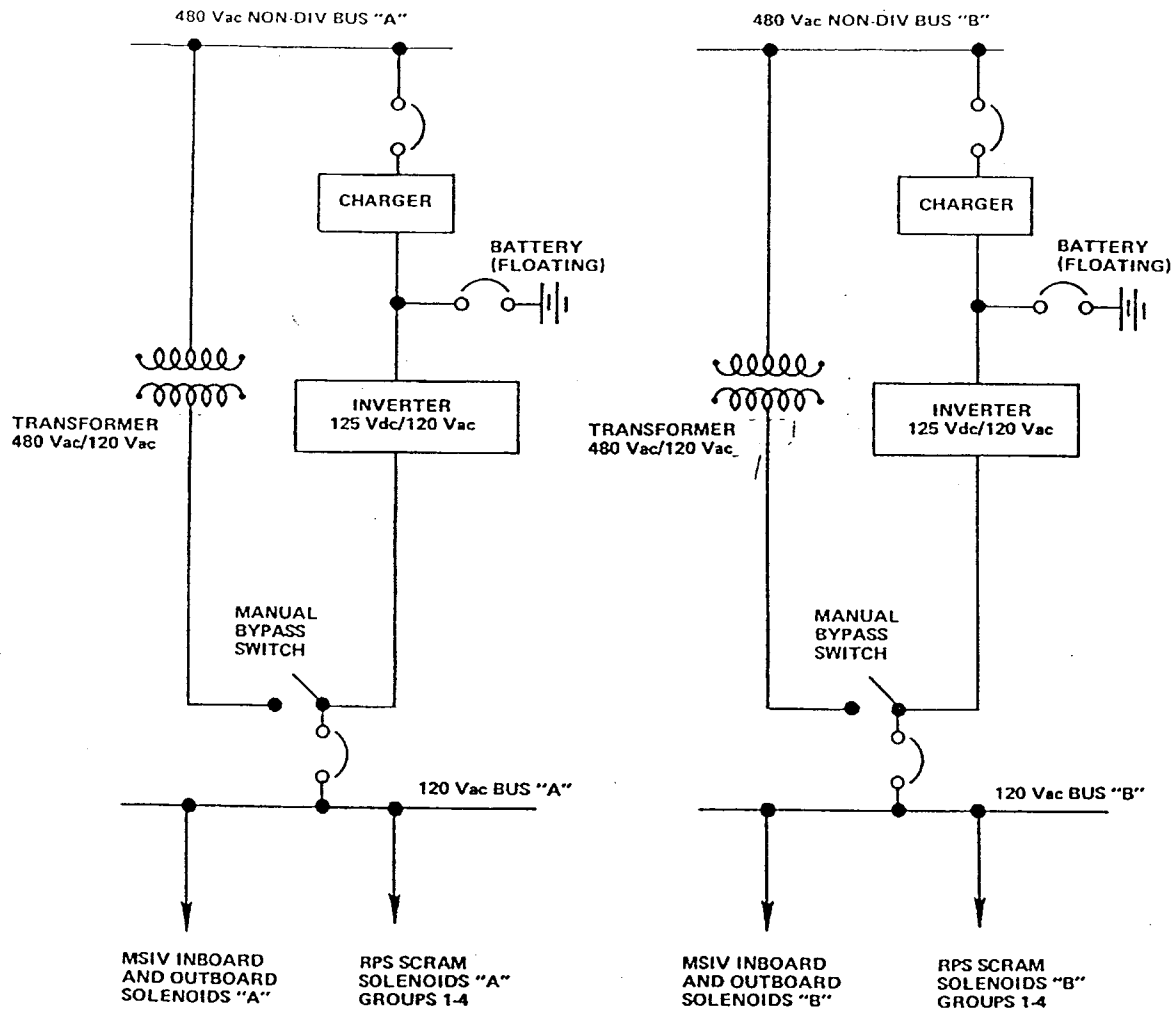 480 Vac NON-DIV BUS "A"
CHARGER
BATTERY
(FLOATING)
TRANSFORMER
480 Vac/120 Vac
INVERTER
125 Vdc/120 Vac
MANUAL
BYPASS
SWITCH
120 Vac BUS "A"
MSIV INBOARD
AND OUTBOARD
SOLENOIDS "A"
RPS SCRAM
SOLENOIDS "A"
GROUPS 1-4
480 Vac NON-DIV BUS "B"
CHARGER
BATTERY
(FLOATING)
TRANSFORMER
480 Vac/120 Vac
INVERTER
125 Vdc/120 Vac
MANUAL
BYPASS
SWITCH
120 Vac BUS "B"
MSIV INBOARD
AND OUTBOARD
SOLENOIDS "B"
RPS SCRAM
SOLENOIDS "B"
GROUPS 1-4